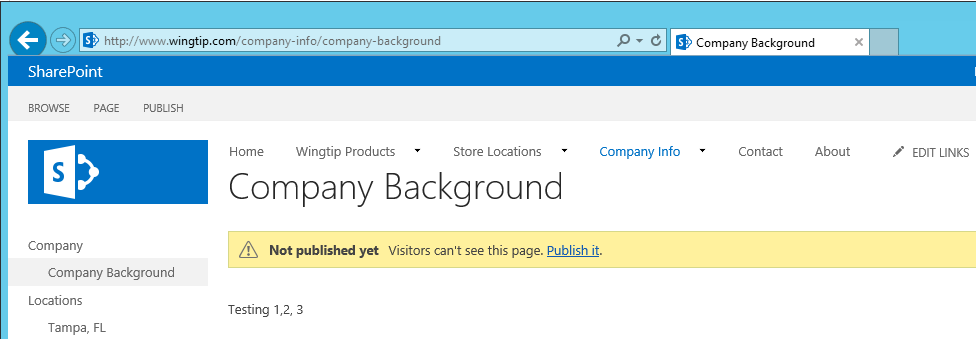 http://www.wingtip.com/company-info/company-background
Company Background
SharePoint
BROWSE PAGE PUBLISH
S
Home Wingtip Products Store Locations Company Info Contact About EDIT LINKS
Company Background
Not published yet Visitors can't see this page. Publish it.
Company
Company Background
Locations
Tampa, FL
Testing 1,2, 3